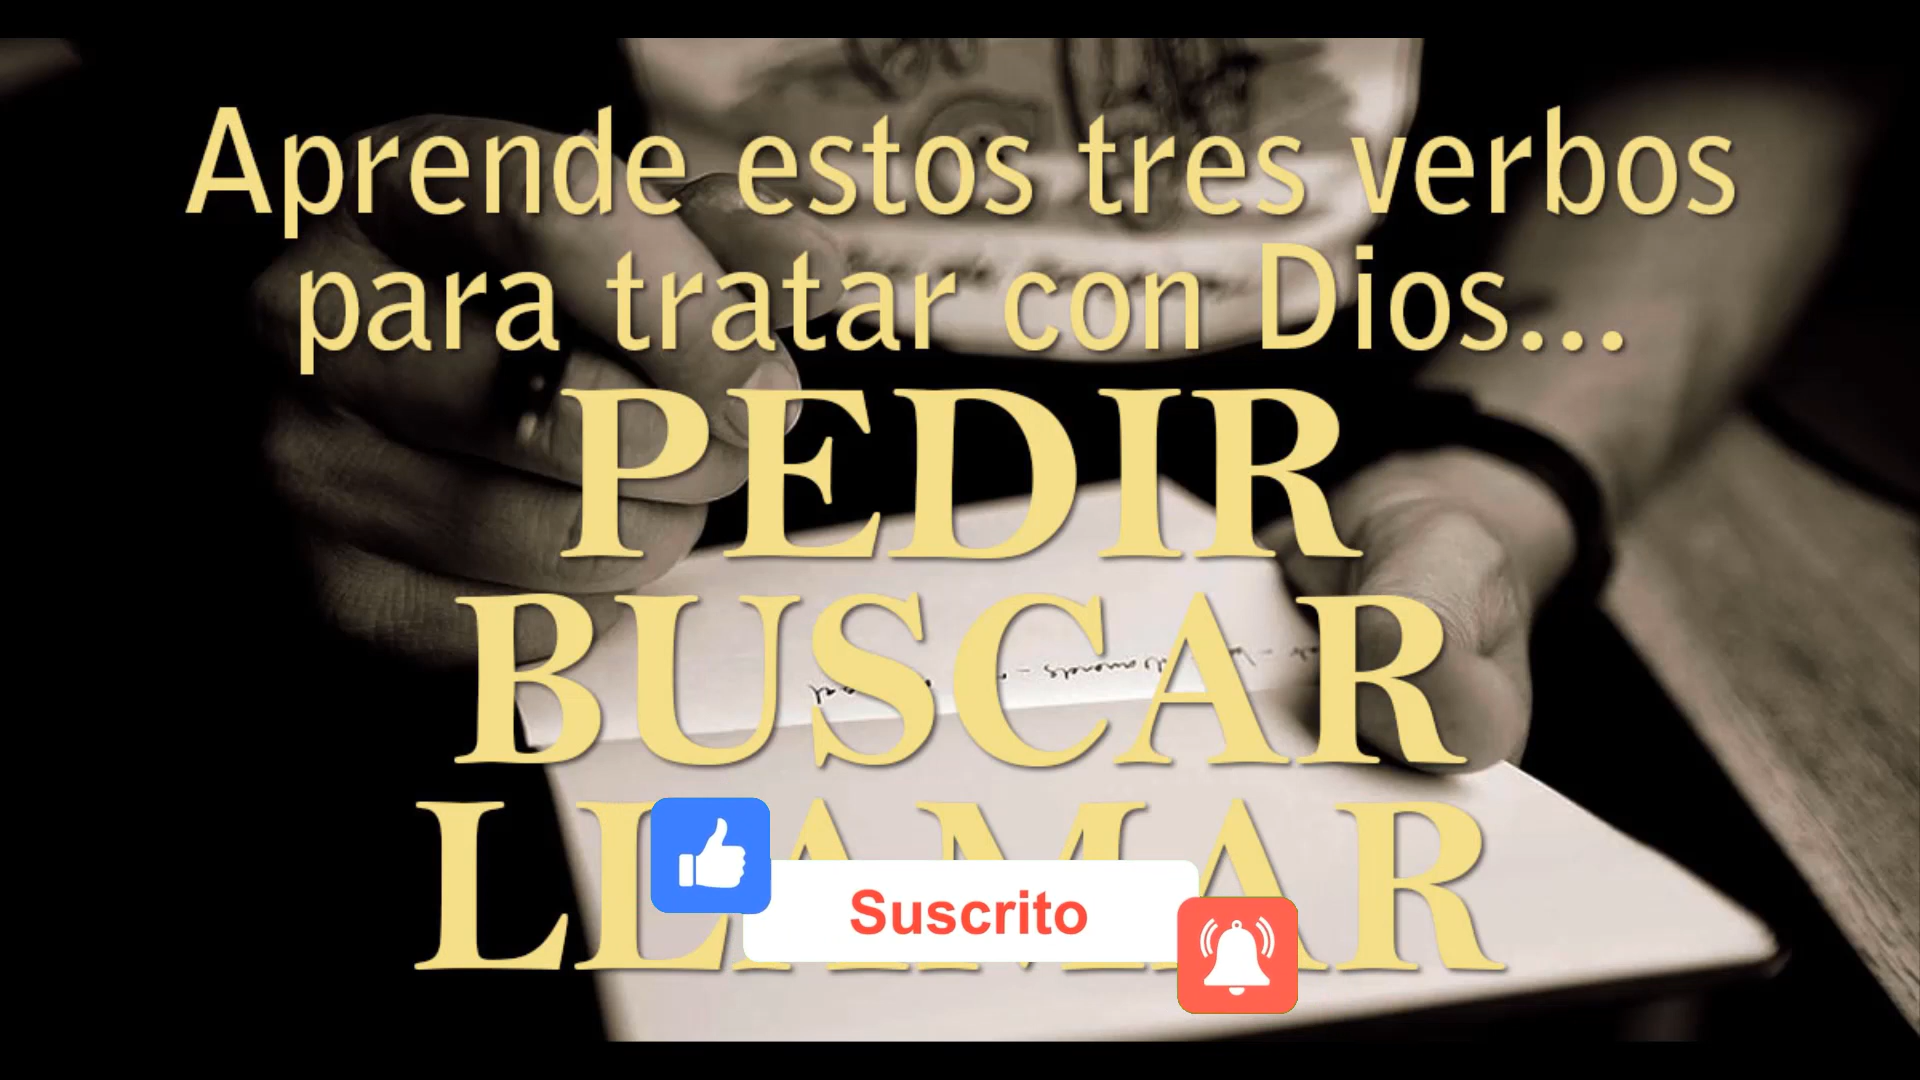 Aprende estos tres verbos
para tratar con Dios...
PEDIR
BUSCAR
LLAMAR
Suscrito